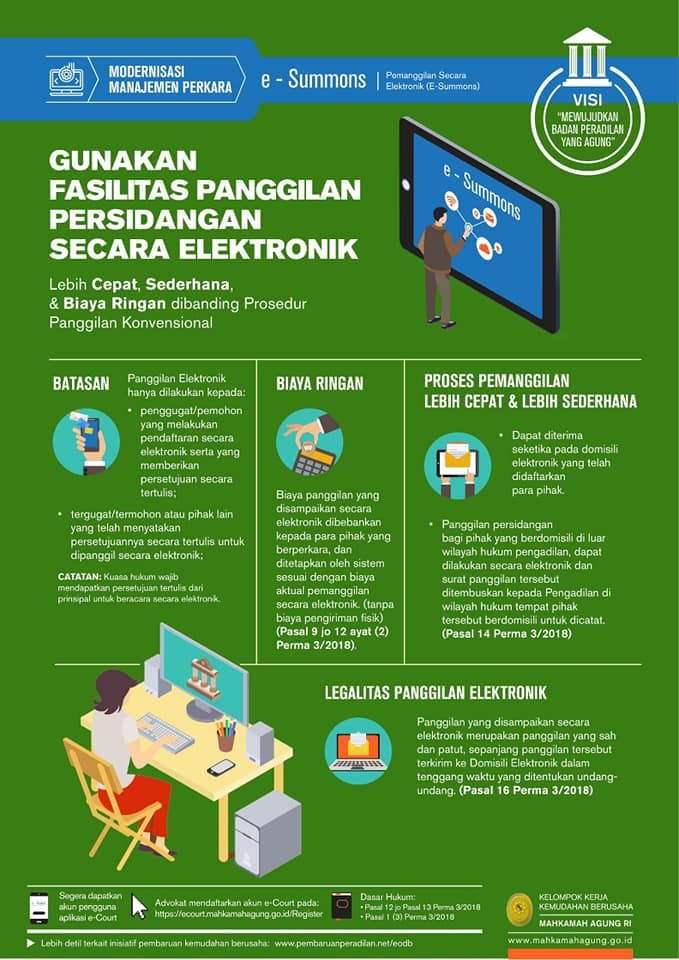 MODERNISASI
MANAJEMEN PERKARA
e - Summons
Pemanggilan Secara
Elektronik (E-Summons)
VISI
"MEWUJUDKAN
BADAN PERADILAN
YANG AGUNG"
GUNAKAN
FASILITAS PANGGILAN
PERSIDANGAN
SECARA ELEKTRONIK
Lebih Cepat, Sederhana,
& Biaya Ringan dibanding Prosedur
Panggilan Konvensional
e - Summons
BATASAN
Panggilan Elektronik
hanya dilakukan kepada:
• penggugat/pemohon
yang melakukan
pendaftaran secara
elektronik serta yang
memberikan
persetujuan secara
tertulis;
• tergugat/termohon atau pihak lain
yang telah menyatakan
persetujuannya secara tertulis untuk
dipanggil secara elektronik;
CATATAN: Kuasa hukum wajib
mendapatkan persetujuan tertulis dari
prinsipal untuk beracara secara elektronik.
BIAYA RINGAN
Biaya panggilan yang
disampaikan secara
elektronik dibebankan
kepada para pihak yang
berperkara, dan
ditetapkan oleh sistem
sesuai dengan biaya
aktual pemanggilan
secara elektronik. (tanpa
biaya pengiriman fisik)
(Pasal 9 jo 12 ayat (2)
Perma 3/2018).
PROSES PEMANGGILAN
LEBIH CEPAT & LEBIH SEDERHANA
• Dapat diterima
seketika pada domisili
elektronik yang telah
didaftarkan
para pihak.
• Panggilan persidangan
bagi pihak yang berdomisili di luar
wilayah hukum pengadilan, dapat
dilakukan secara elektronik dan
surat panggilan tersebut
ditembuskan kepada Pengadilan di
wilayah hukum tempat pihak
tersebut berdomisili untuk dicatat.
(Pasal 14 Perma 3/2018)
LEGALITAS PANGGILAN ELEKTRONIK
Panggilan yang disampaikan secara
elektronik merupakan panggilan yang sah
dan patut, sepanjang panggilan tersebut
terkirim ke Domisili Elektronik dalam
tenggang waktu yang ditentukan undang-
undang. (Pasal 16 Perma 3/2018)
Segera dapatkan
akun pengguna
aplikasi e-Court
Advokat mendaftarkan akun e-Court pada:
https://ecourt.mahkamahagung.go.id/Register
Dasar Hukum:
• Pasal 12 jo Pasal 13 Perma 3/2018
• Pasal 1 (3) Perma 3/2018
Lebih detil terkait inisiatif pembaruan kemudahan berusaha: www.pembaruanperadilan.net/eodb
KELOMPOK KERJA
KEMUDAHAN BERUSAHA
MAHKAMAH AGUNG RI
www.mahkamahagung.go.id